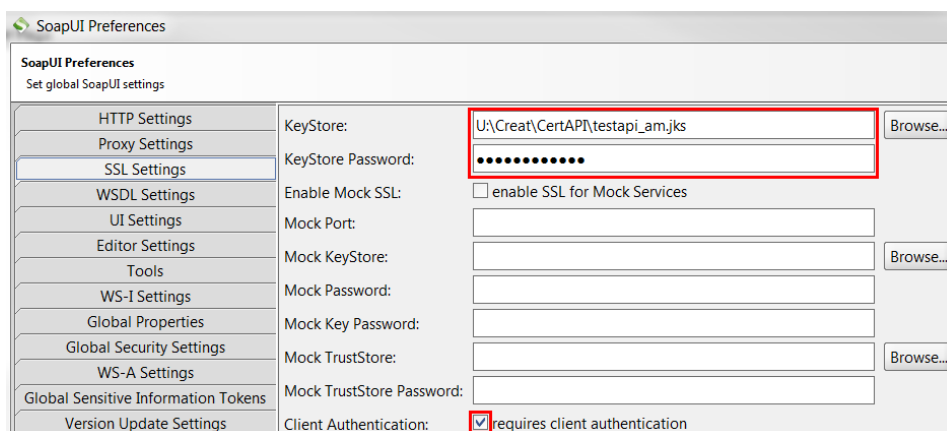 SoapUI Preferences
SoapUI Preferences
Set global SoapUI settings
HTTP Settings
Proxy Settings
SSL Settings
WSDL Settings
UI Settings
Editor Settings
Tools
WS-I Settings
Global Properties
Global Security Settings
WS-A Settings
Global Sensitive Information Tokens
Version Update Settings
KeyStore: U:\Creat\CertAPI\testapi_am.jks Browse...
KeyStore Password: ●●●●●●●●●●●●
Enable Mock SSL: enable SSL for Mock Services
Mock Port:
Mock KeyStore: Browse...
Mock Password:
Mock Key Password:
Mock TrustStore: Browse...
Mock TrustStore Password:
Client Authentication: requires client authentication